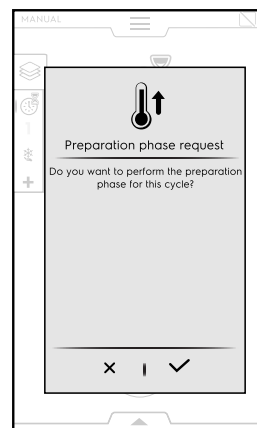 MANUAL
Preparation phase request
Do you want to perform the preparation
phase for this cycle?